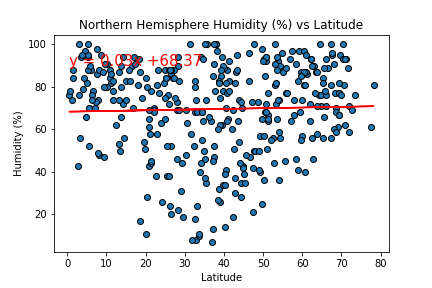 Northern Hemisphere Humidity (%) vs Latitude
y = 0.03x +68.37
Humidity (%)
100
80
60
40
20
0 10 20 30 40 50 60 70 80
Latitude